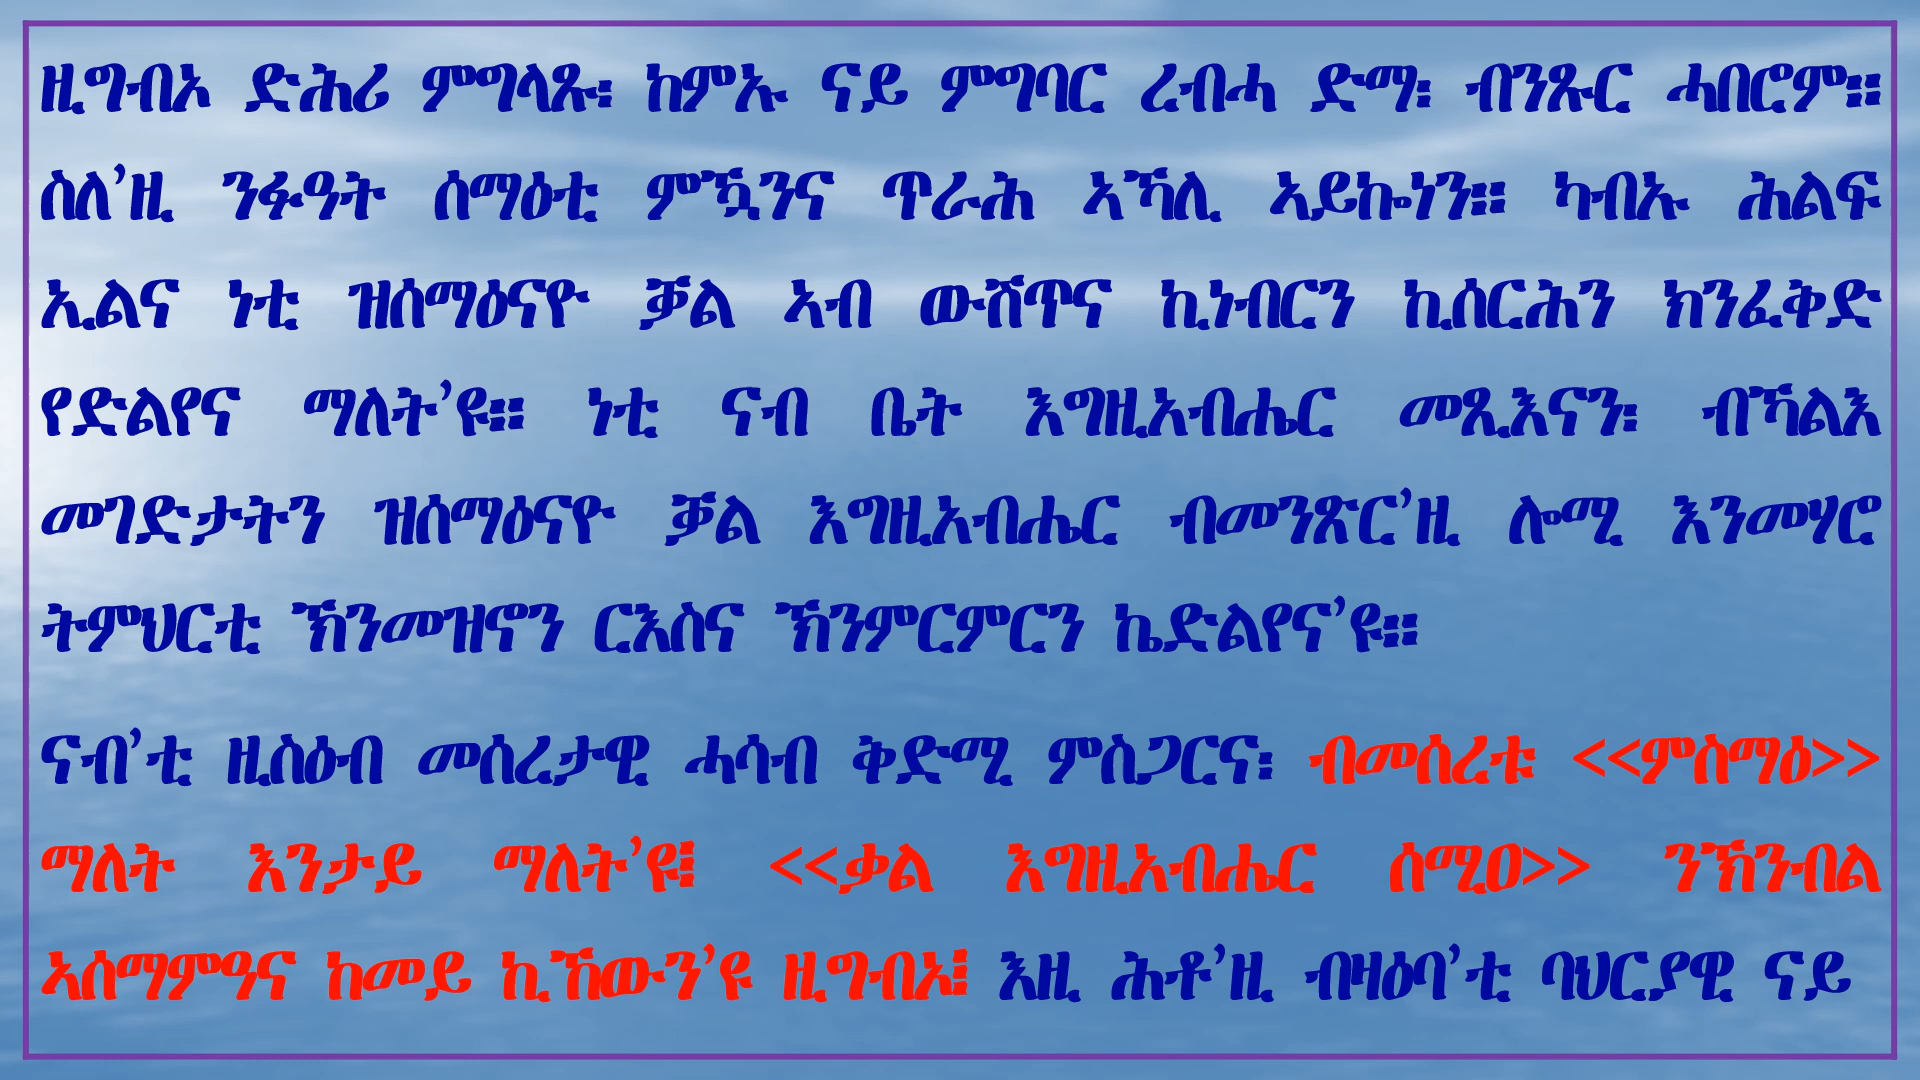 ዚግብኦ ድሕሪ ምግላጹ፡ ከምኡ ናይ ምግባር ረብሓ ድማ፡ ብንጹር ሓበሮም።
ስለ’ዚ ንፉዓት ሰማዕቲ ምዃንና ጥራሕ ኣኻሊ ኣይኰነን። ካብኡ ሕልፍ
ኢልና ነቲ ዝሰማዕናዮ ቓል ኣብ ውሽጥና ኪነብርን ኪሰርሕን ክንፈቅድ
የድልየና ማለት’ዩ። ነቲ ናብ ቤት እግዚኣብሔር መጺእናን፡ ብኻልእ
መገድታትን ዝሰማዕናዮ ቓል እግዚኣብሔር ብመንጽር’ዚ ሎሚ እንመሃሮ
ትምህርቲ ኽንመዝኖን ርእስና ኽንምርምርን ኬድልየና’ዩ።
ናብ’ቲ ዚስዕብ መሰረታዊ ሓሳብ ቅድሚ ምስጋርና፡ ብመሰረቱ <<ምስማዕ>>
ማለት እንታይ ማለት’ዩ፧ <<ቃል እግዚኣብሔር ሰሚዐ>> ንኽንብል
ኣሰማምዓና ከመይ ኪኸውን’ዩ ዚግብኦ፧ እዚ ሕቶ’ዚ ብዛዕባ’ቲ ባህርያዊ ናይ